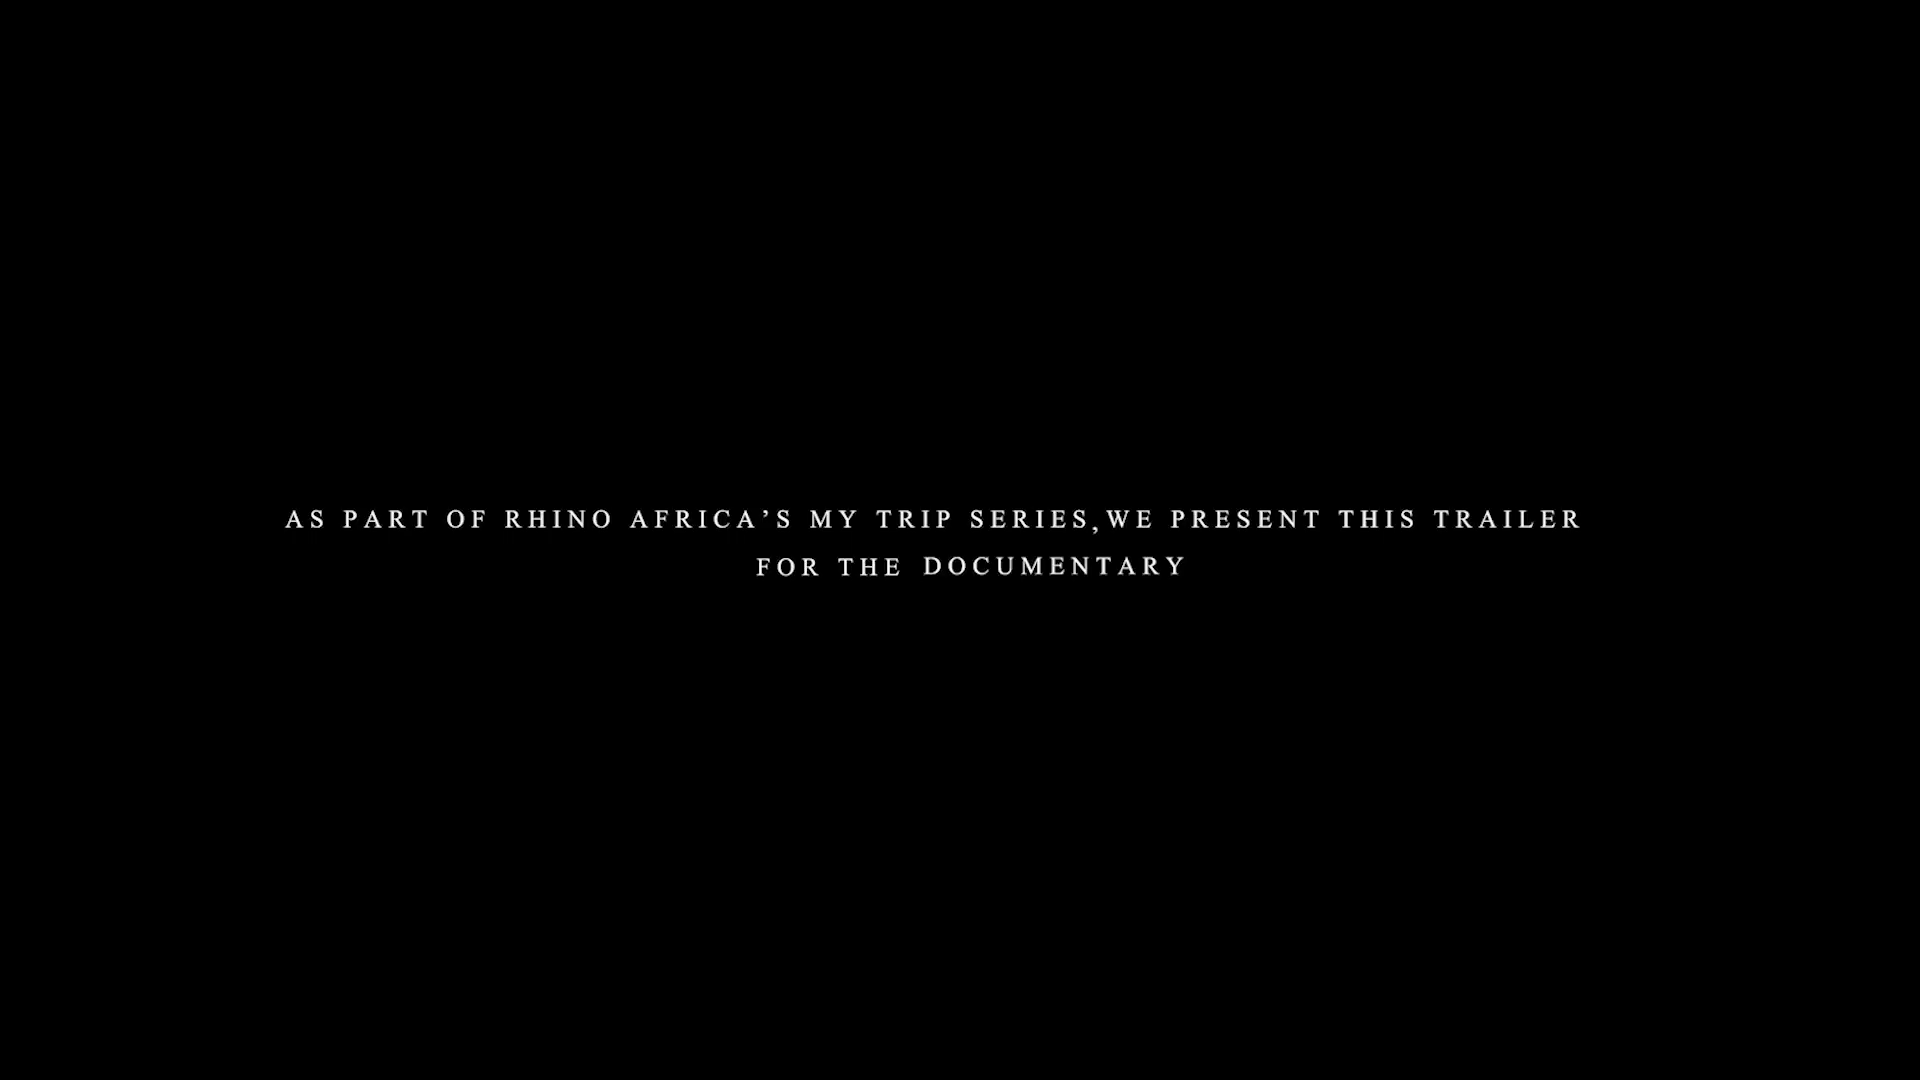 AS PART OF RHINO AFRICA’S MY TRIP SERIES,WE PRESENT THIS TRAILER
FOR THE DOCUMENTARY